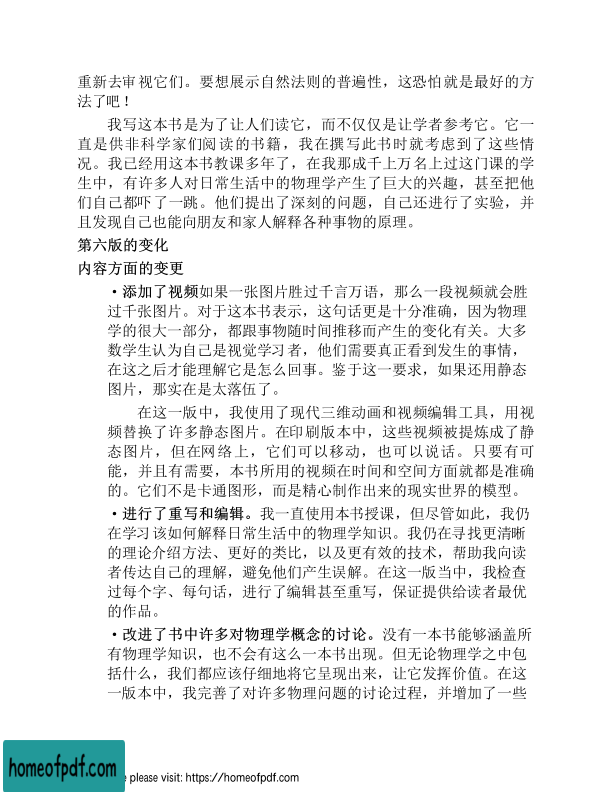 重新去审视它们。要想展示自然法则的普遍性，这恐怕就是最好的方
法了吧！
我写这本书是为了让人们读它，而不仅仅是让学者参考它。它一
直是供非科学家们阅读的书籍，我在撰写此书时就考虑到了这些情
况。我已经用这本书教课多年了，在我那成千上万名上过这门课的学
生中，有许多人对日常生活中的物理学产生了巨大的兴趣，甚至把他
们自己都吓了一跳。他们提出了深刻的问题，自己还进行了实验，并
且发现自己也能向朋友和家人解释各种事物的原理。
第六版的变化
内容方面的变更
·添加了视频如果一张图片胜过千言万语，那么一段视频就会胜
过千张图片。对于这本书表示，这句话更是十分准确，因为物理
学的很大一部分，都跟事物随时间推移而产生的变化有关。大多
数学生认为自己是视觉学习者，他们需要真正看到发生的事情，
在这之后才能理解它是怎么回事。鉴于这一要求，如果还用静态
图片，那实在是太落伍了。
在这一版中，我使用了现代三维动画和视频编辑工具，用视
频替换了许多静态图片。在印刷版本中，这些视频被提炼成了静
态图片，但在网络上，它们可以移动，也可以说话。只要有可
能，并且有需要，本书所用的视频在时间和空间方面就都是准确
的。它们不是卡通图形，而是精心制作出来的现实世界的模型。
·进行了重写和编辑。我一直使用本书授课，但尽管如此，我仍
在学习该如何解释日常生活中的物理学知识。我仍在寻找更清晰
的理论介绍方法、更好的类比，以及更有效的技术，帮助我向读
者传达自己的理解，避免他们产生误解。在这一版当中，我检查
过每个字、每句话，进行了编辑甚至重写，保证提供给读者最优
的作品。
·改进了书中许多对物理学概念的讨论。没有一本书能够涵盖所
有物理学知识，也不会有这么一本书出现。但无论物理学之中包
括什么，我们都应该仔细地将它呈现出来，让它发挥价值。在这
一版本中，我完善了对许多物理问题的讨论过程，并增加了一些
homeofpdf.com
e please visit: https://homeofpdf.com